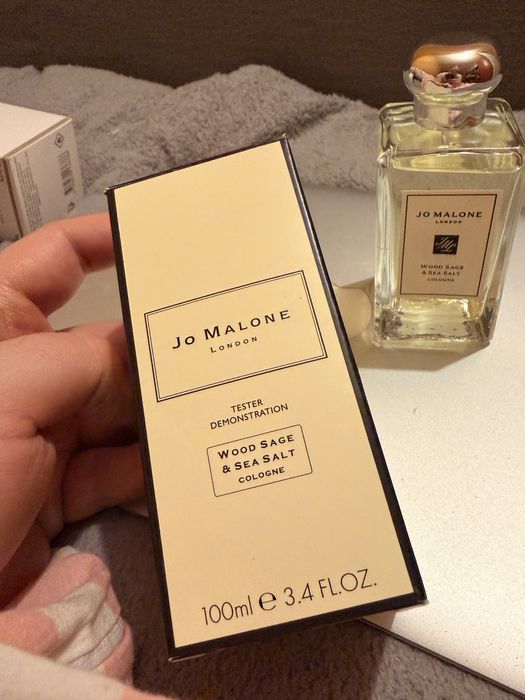 JO MALONE
LONDON
TESTER
DEMONSTRATION
WOOD SAGE
& SEA SALT
COLOGNE
100ml e 3.4 FL.OZ.
JO MALONE
LONDON
WOOD SAGE
& SEA SALT
COLOGNE